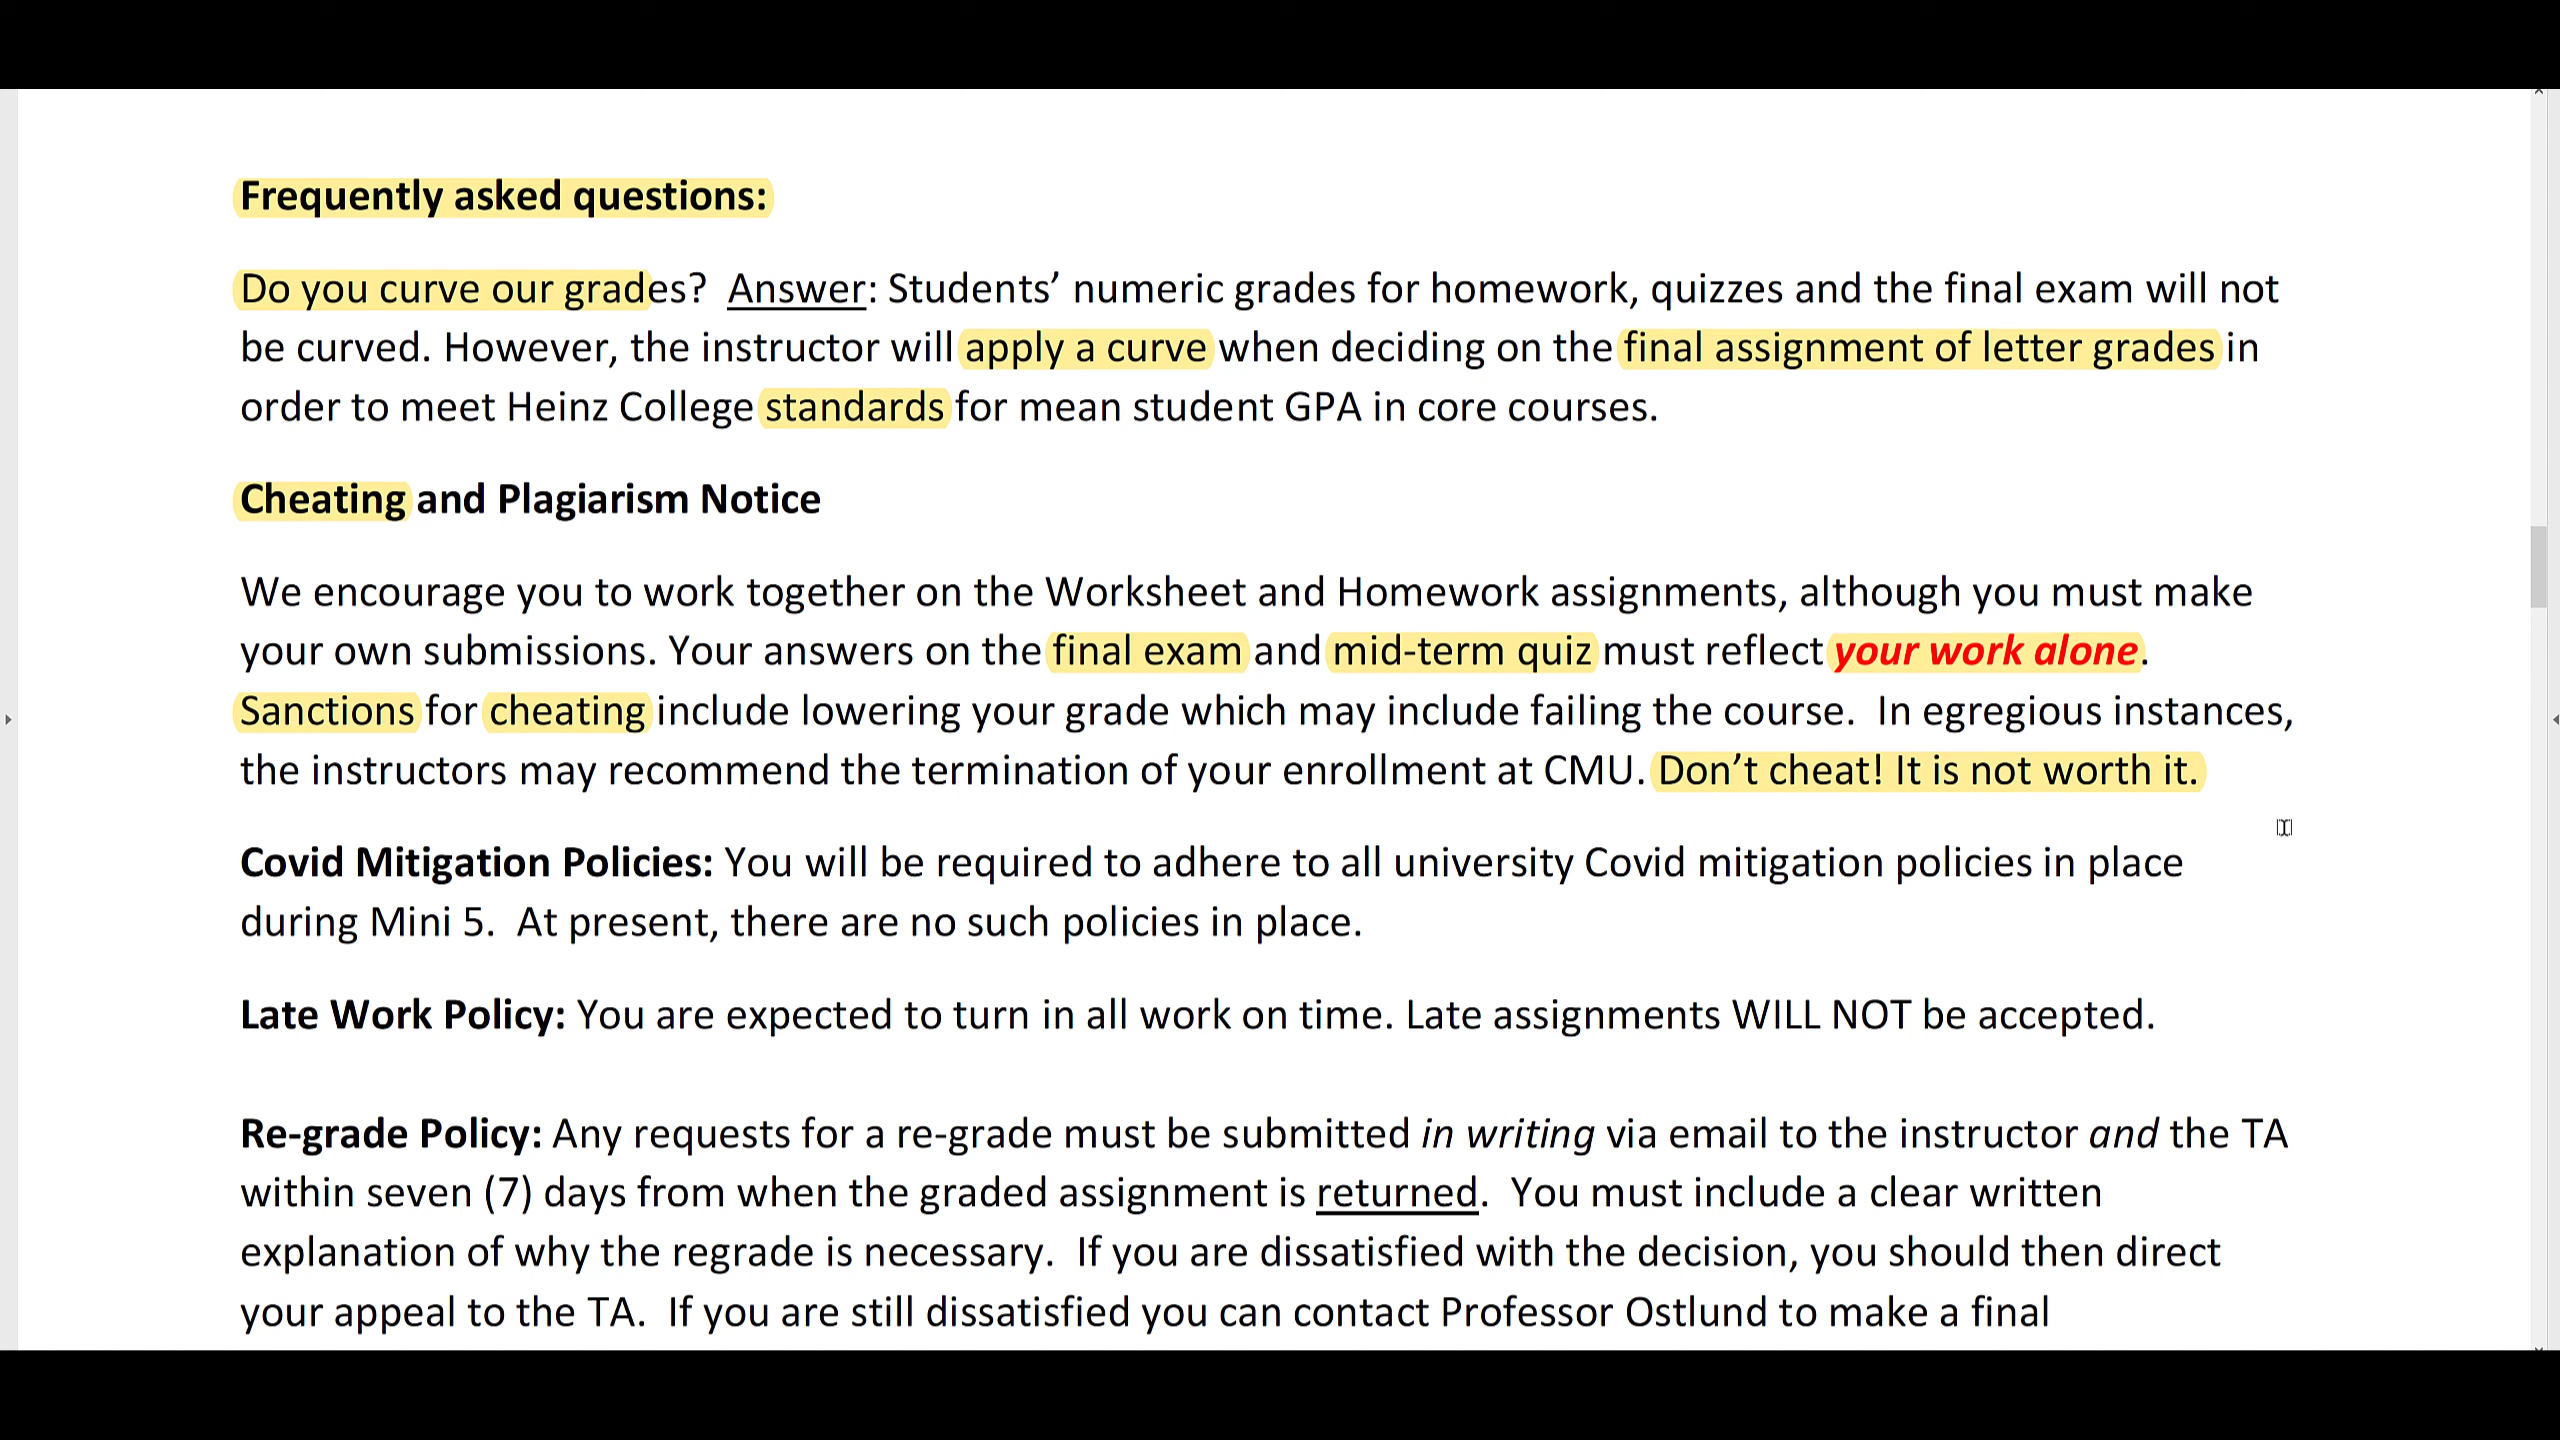 Frequently asked questions:
Do you curve our grades?  Answer: Students’ numeric grades for homework, quizzes and the final exam will not
be curved. However, the instructor will apply a curve when deciding on the final assignment of letter grades in
order to meet Heinz College standards for mean student GPA in core courses.
Cheating and Plagiarism Notice
We encourage you to work together on the Worksheet and Homework assignments, although you must make
your own submissions. Your answers on the final exam and mid-term quiz must reflect your work alone.
Sanctions for cheating include lowering your grade which may include failing the course.  In egregious instances,
the instructors may recommend the termination of your enrollment at CMU. Don’t cheat! It is not worth it.
Covid Mitigation Policies: You will be required to adhere to all university Covid mitigation policies in place
during Mini 5.  At present, there are no such policies in place.
Late Work Policy: You are expected to turn in all work on time. Late assignments WILL NOT be accepted.
Re-grade Policy: Any requests for a re-grade must be submitted in writing via email to the instructor and the TA
within seven (7) days from when the graded assignment is returned.  You must include a clear written
explanation of why the regrade is necessary.  If you are dissatisfied with the decision, you should then direct
your appeal to the TA.  If you are still dissatisfied you can contact Professor Ostlund to make a final